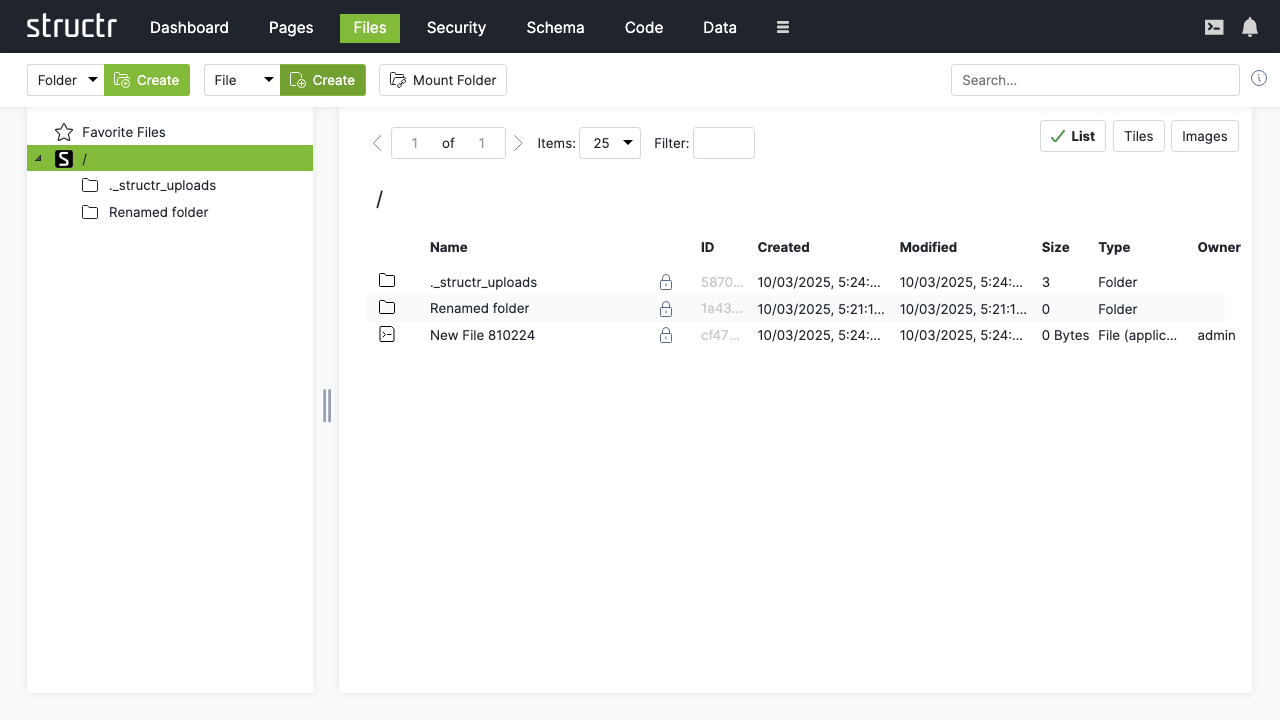 structr Dashboard Pages Files Security Schema Code Data
Folder Create File Create Mount Folder Search...
Favorite Files
S /
._structr_uploads
Renamed folder
1 of 1 Items: 25 Filter: List Tiles Images
/
Name ID Created Modified Size Type Owner
._structr_uploads 5870... 10/03/2025, 5:24:... 10/03/2025, 5:24:... 3 Folder
Renamed folder 1a43... 10/03/2025, 5:21:1... 10/03/2025, 5:21:1... 0 Folder
New File 810224 cf47... 10/03/2025, 5:24:... 10/03/2025, 5:24:... 0 Bytes File (applic... admin